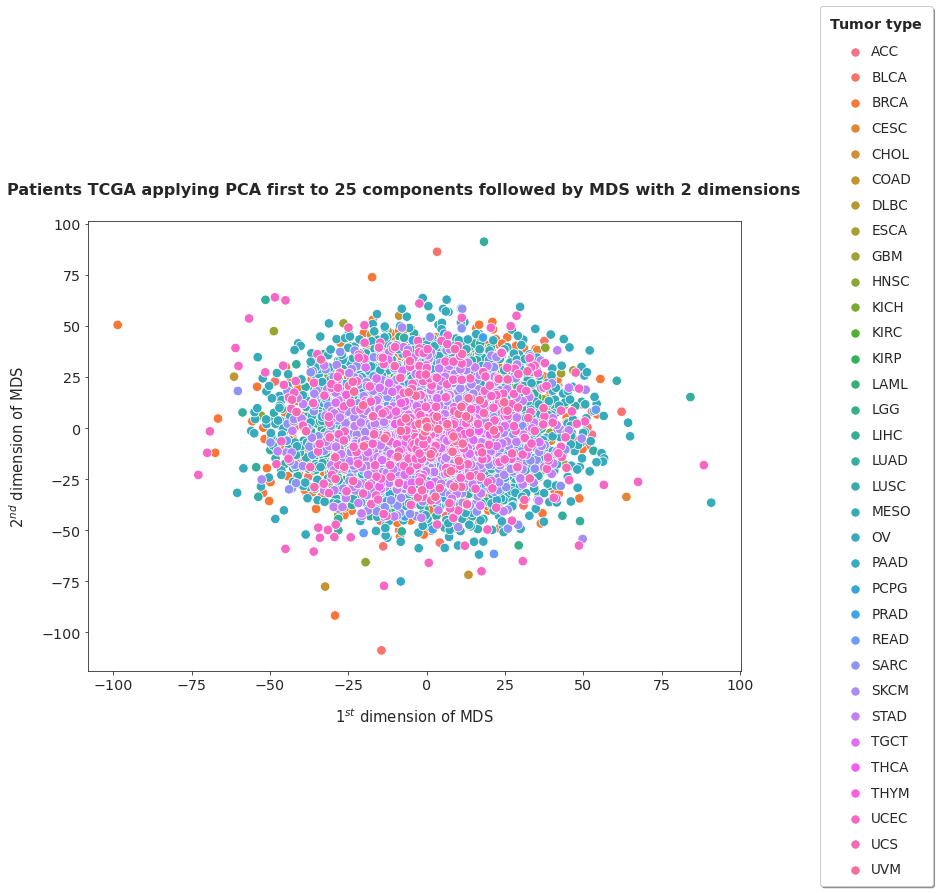 Tumor type
ACC
BLCA
BRCA
CESC
CHOL
COAD
DLBC
ESCA
GBM
HNSC
KICH
KIRC
KIRP
LAML
LGG
LIHC
LUAD
LUSC
MESO
OV
PAAD
PCPG
PRAD
READ
SARC
SKCM
STAD
TGCT
THCA
THYM
UCEC
UCS
UVM
Patients TCGA applying PCA first to 25 components followed by MDS with 2 dimensions
2nd dimension of MDS
100
75
50
25
0
−25
−50
−75
−100
−100 −75 −50 −25 0 25 50 75 100
1st dimension of MDS